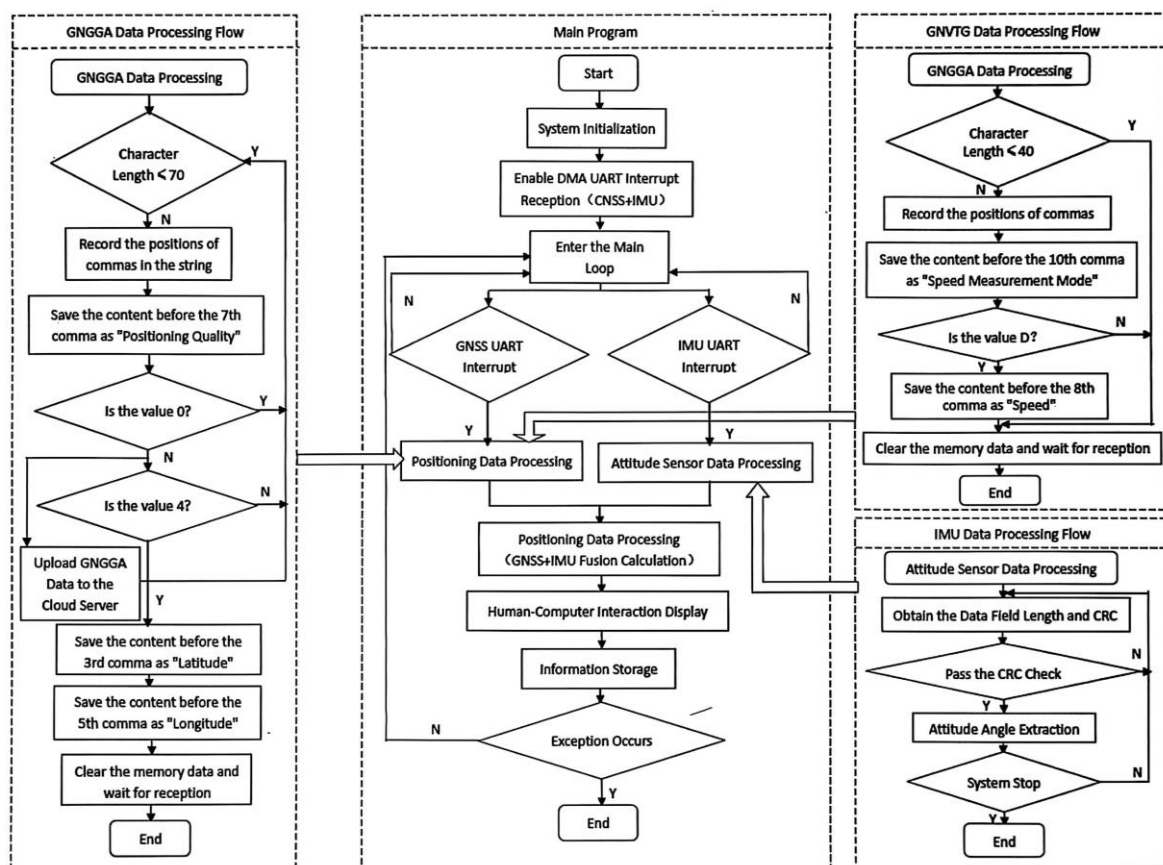 GNGGA Data Processing Flow
GNGGA Data Processing
Character
Length ≤ 70
Y
N
Record the positions of
commas in the string
Save the content before the 7th
comma as "Positioning Quality"
Is the value 0?
Y
N
Is the value 4?
N
Upload GNGGA
Data to the
Cloud Server
Y
Save the content before the
3rd comma as "Latitude"
Save the content before the
5th comma as "Longitude"
Clear the memory data and
wait for reception
End
Main Program
Start
System Initialization
Enable DMA UART Interrupt
Reception（CNSS+IMU）
Enter the Main
Loop
N
N
GNSS UART
Interrupt
IMU UART
Interrupt
Y
Y
Positioning Data Processing
Attitude Sensor Data Processing
Positioning Data Processing
(GNSS+IMU Fusion Calculation）
Human-Computer Interaction Display
Information Storage
N
Exception Occurs
Y
End
GNVTG Data Processing Flow
GNGGA Data Processing
Character
Length ≤40
Y
N
Record the positions of commas
Save the content before the 10th comma
as "Speed Measurement Mode"
Is the value D?
N
Y
Save the content before the 8th
comma as "Speed"
Clear the memory data and wait for reception
End
IMU Data Processing Flow
Attitude Sensor Data Processing
Obtain the Data Field Length and CRC
N
Pass the CRC Check
Y
Attitude Angle Extraction
System Stop
N
Y
End